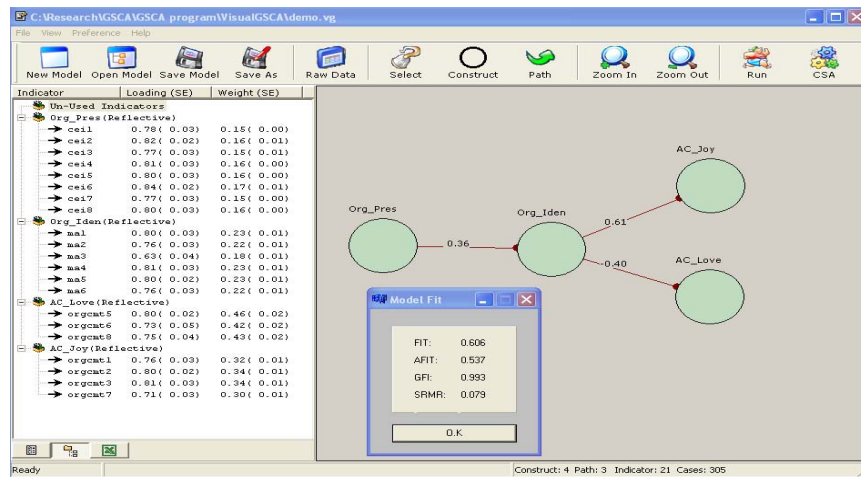 C:\Research\GSCA\GSCA program\VisualGSCA\demo.vg
File View Preference Help
New Model Open Model Save Model Save As Raw Data Select Construct Path Zoom In Zoom Out Run CSA
Indicator Loading (SE) Weight (SE)
Un-Used Indicators
Org_Pres(Reflective)
cei1 0.78( 0.03) 0.15( 0.00)
cei2 0.82( 0.02) 0.16( 0.01)
cei3 0.77( 0.03) 0.15( 0.01)
cei4 0.81( 0.03) 0.16( 0.00)
cei5 0.80( 0.03) 0.16( 0.00)
cei6 0.84( 0.02) 0.17( 0.01)
cei7 0.77( 0.03) 0.15( 0.00)
cei8 0.80( 0.03) 0.16( 0.00)
Org_Iden(Reflective)
ma1 0.80( 0.03) 0.23( 0.01)
ma2 0.76( 0.03) 0.22( 0.01)
ma3 0.63( 0.04) 0.18( 0.01)
ma4 0.81( 0.03) 0.23( 0.01)
ma5 0.80( 0.02) 0.23( 0.01)
ma6 0.76( 0.03) 0.22( 0.01)
AC_Love(Reflective)
orgcmt5 0.80( 0.02) 0.46( 0.02)
orgcmt6 0.73( 0.05) 0.42( 0.02)
orgcmt8 0.75( 0.04) 0.43( 0.02)
AC_Joy(Reflective)
orgcmt1 0.76( 0.03) 0.32( 0.01)
orgcmt2 0.80( 0.02) 0.34( 0.01)
orgcmt3 0.81( 0.03) 0.34( 0.01)
orgcmt7 0.71( 0.03) 0.30( 0.01)
AC_Joy
Org_Pres
Org_Iden
0.61
0.36
AC_Love
-0.40
Model Fit
FIT: 0.606
AFIT: 0.537
GFI: 0.993
SRMR: 0.079
O.K
Ready
Construct: 4 Path: 3 Indicator: 21 Cases: 305